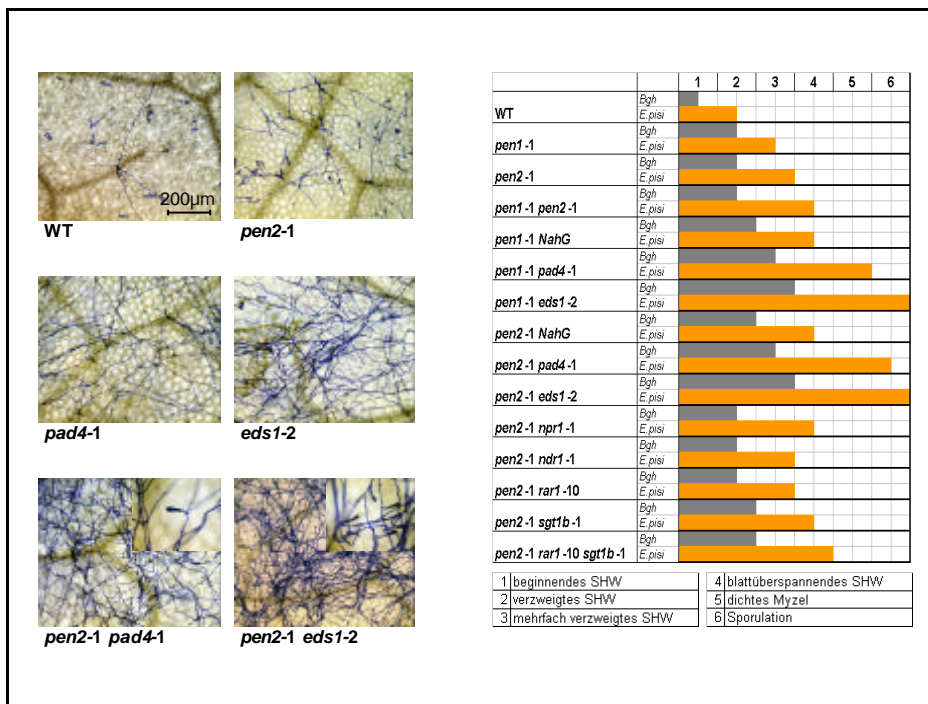 200µm
WT
pen2-1
pad4-1
eds1-2
pen2-1 pad4-1
pen2-1 eds1-2
1 2 3 4 5 6
WT
Bgh
E.pisi
pen1-1
Bgh
E.pisi
pen2-1
Bgh
E.pisi
pen1-1 pen2-1
Bgh
E.pisi
pen1-1 NahG
Bgh
E.pisi
pen1-1 pad4-1
Bgh
E.pisi
pen1-1 eds1-2
Bgh
E.pisi
pen2-1 NahG
Bgh
E.pisi
pen2-1 pad4-1
Bgh
E.pisi
pen2-1 eds1-2
Bgh
E.pisi
pen2-1 npr1-1
Bgh
E.pisi
pen2-1 ndr1-1
Bgh
E.pisi
pen2-1 rar1-10
Bgh
E.pisi
pen2-1 sgt1b-1
Bgh
E.pisi
pen2-1 rar1-10 sgt1b-1
Bgh
E.pisi
1 beginnendes SHW
2 verzweigtes SHW
3 mehrfach verzweigtes SHW
4 blattüberspannendes SHW
5 dichtes Myzel
6 Sporulation